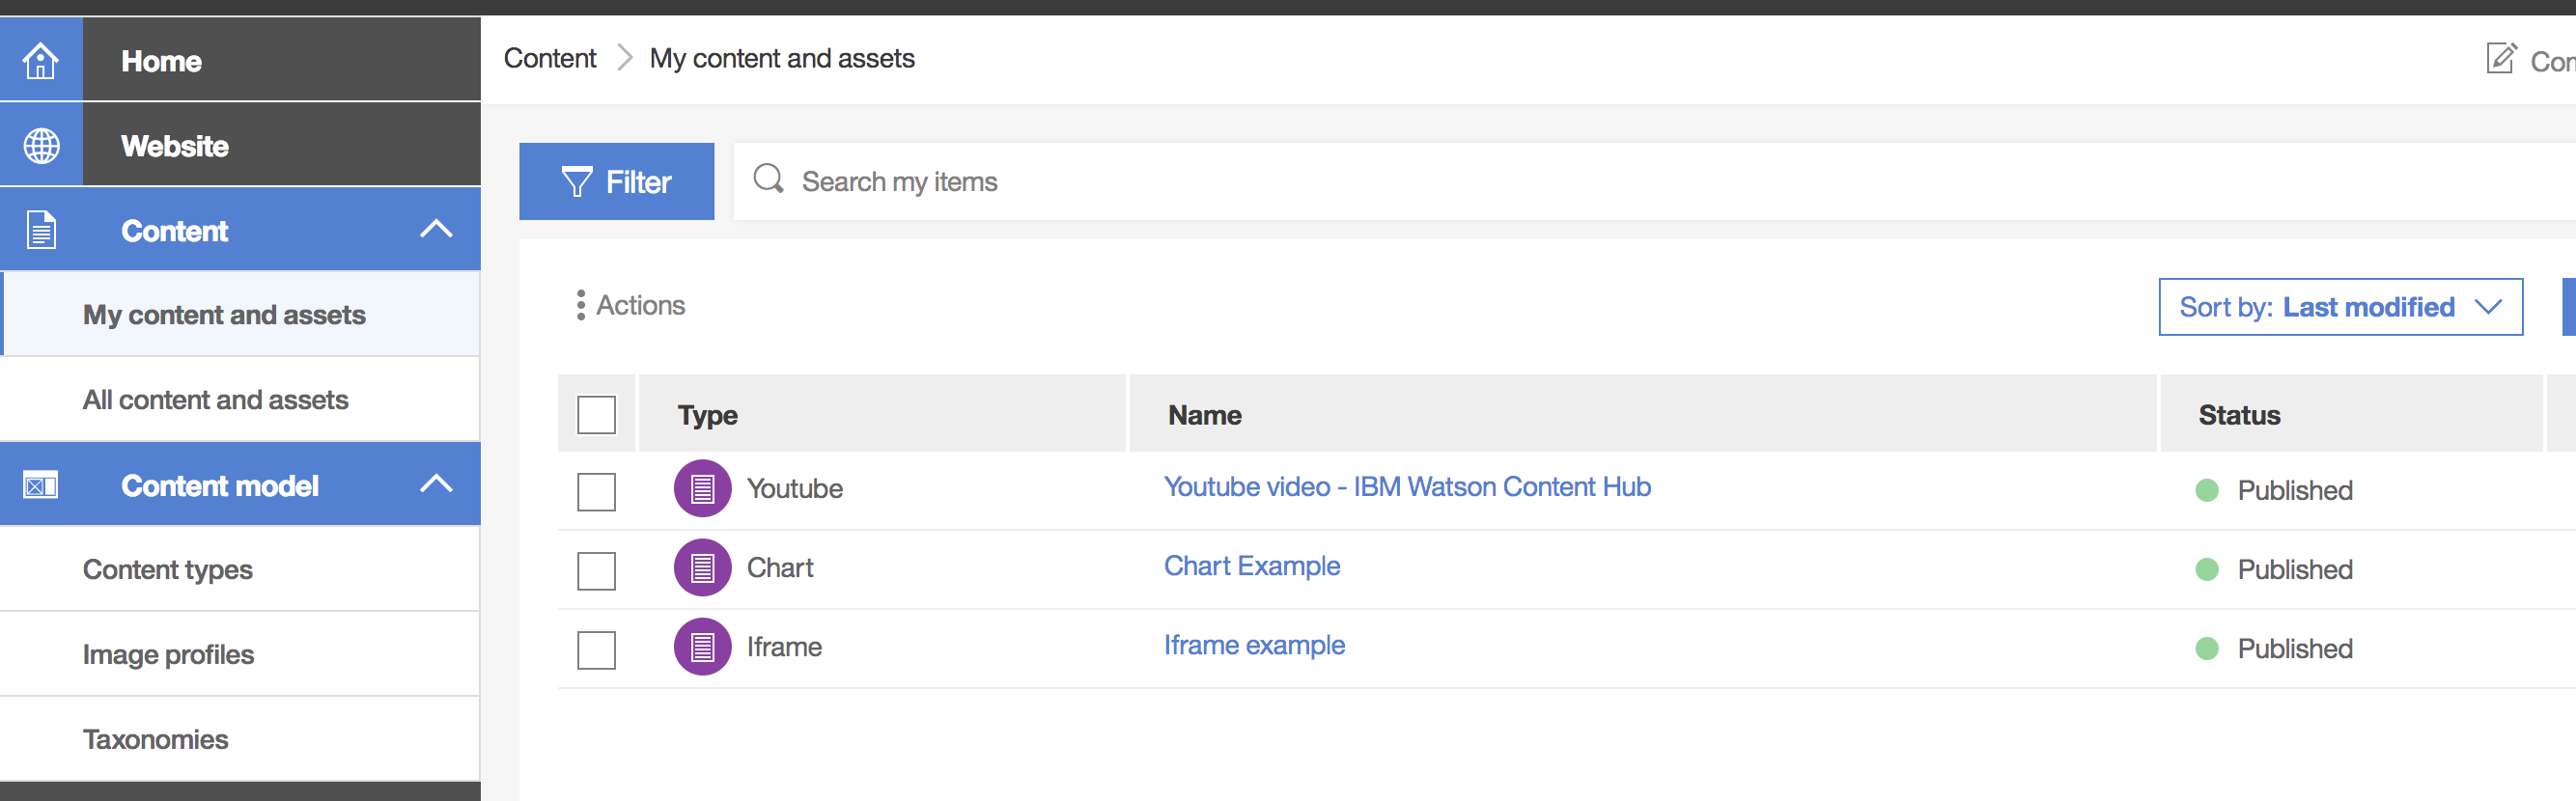 Home
Website
Content
My content and assets
All content and assets
Content model
Content types
Image profiles
Taxonomies
Content > My content and assets
Filter
Search my items
Actions
Sort by: Last modified
Type Name Status
Youtube Youtube video - IBM Watson Content Hub Published
Chart Chart Example Published
Iframe Iframe example Published